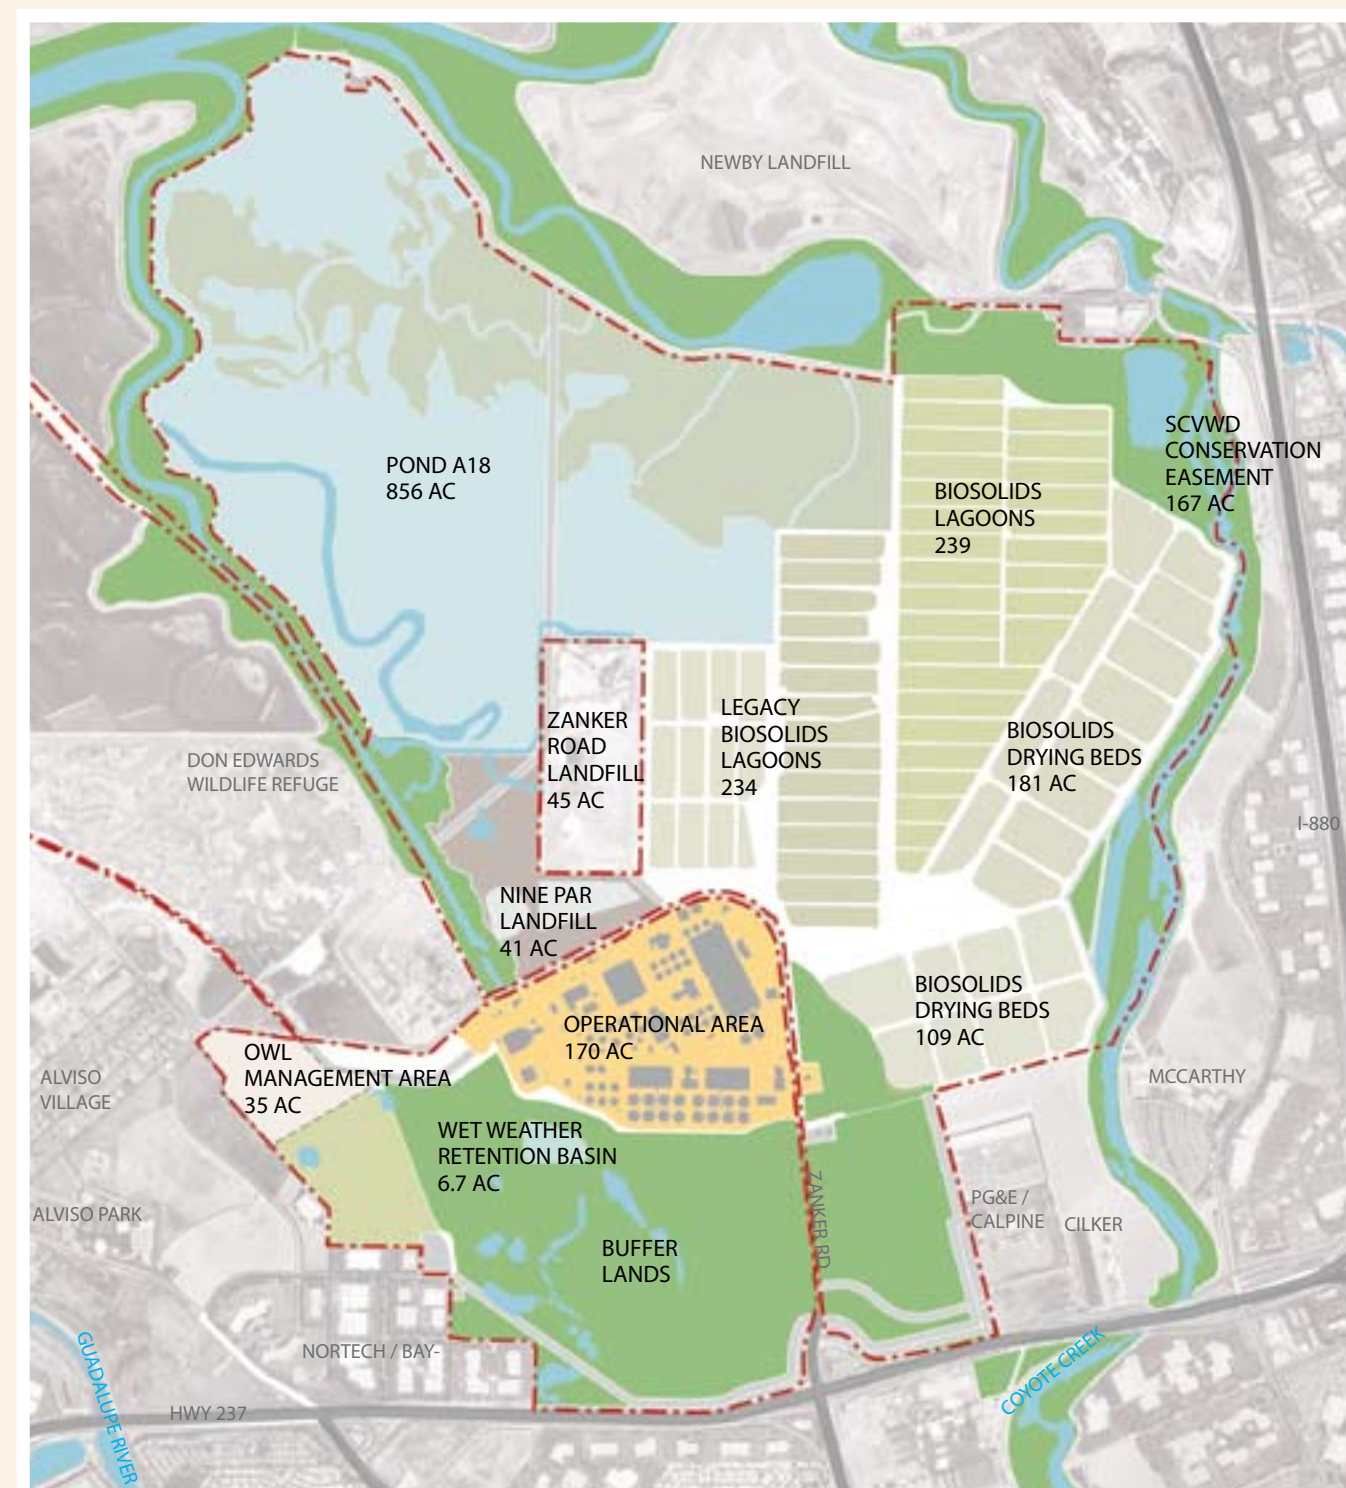 NEWBY LANDFILL
SCVWD
CONSERVATION
EASEMENT
167 AC
POND A18
856 AC
BIOSOLIDS
LAGOONS
239
ZANKER
ROAD
LANDFILL
45 AC
LEGACY
BIOSOLIDS
LAGOONS
234
BIOSOLIDS
DRYING BEDS
181 AC
DON EDWARDS
WILDLIFE REFUGE
I-880
NINE PAR
LANDFILL
41 AC
BIOSOLIDS
DRYING BEDS
109 AC
OPERATIONAL AREA
170 AC
OWL
MANAGEMENT AREA
35 AC
ALVISO
VILLAGE
MCCARTHY
WET WEATHER
RETENTION BASIN
6.7 AC
ZANKER RD
PG&E /
CALPINE
CILKER
ALVISO PARK
BUFFER
LANDS
NORTECH / BAY-
COYOTE CREEK
GUADALUPE RIVER
HWY 237